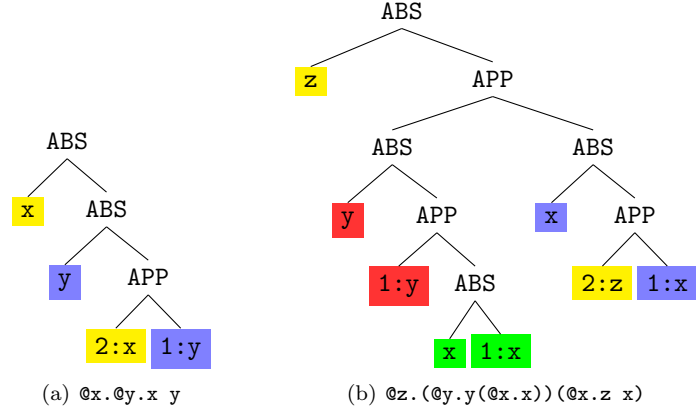 ABS
z
APP
ABS
ABS
ABS
x
ABS
y
APP
x
APP
y
APP
1:y
ABS
2:z
1:x
2:x
1:y
x
1:x
(a) @x.@y.x y
(b) @z.(@y.y(@x.x))(@x.z x)